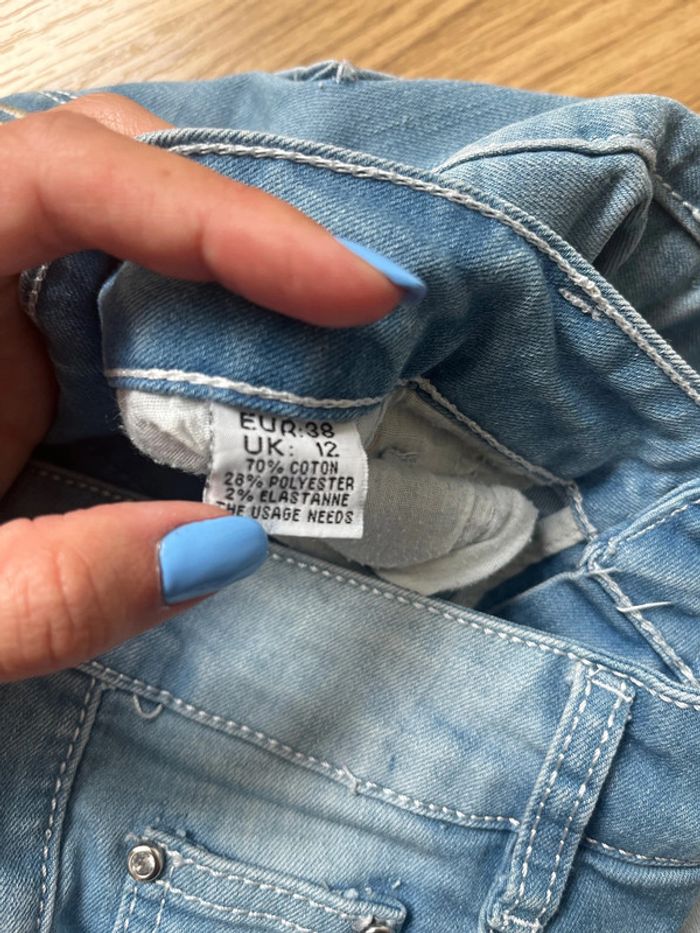 EUR:38
UK: 12
70% COTON
28% POLYESTER
2% ELASTANNE
THE USAGE NEEDS